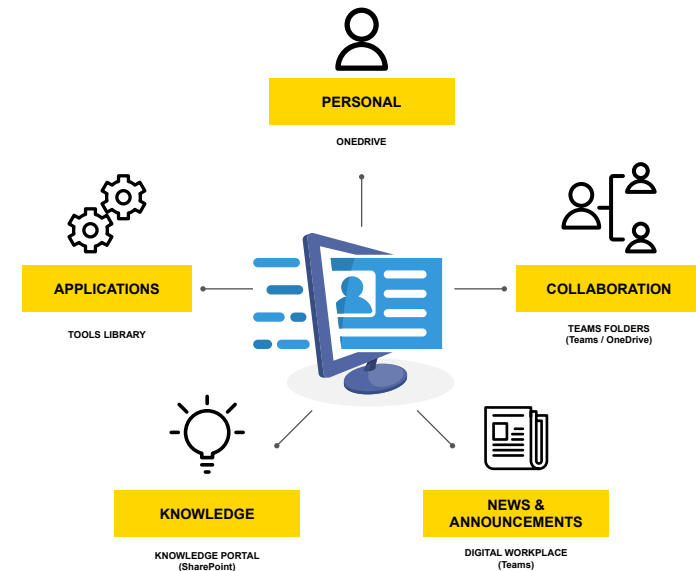 PERSONAL
ONEDRIVE
APPLICATIONS
TOOLS LIBRARY
COLLABORATION
TEAMS FOLDERS
(Teams / OneDrive)
KNOWLEDGE
KNOWLEDGE PORTAL
(SharePoint)
NEWS &
ANNOUNCEMENTS
DIGITAL WORKPLACE
(Teams)